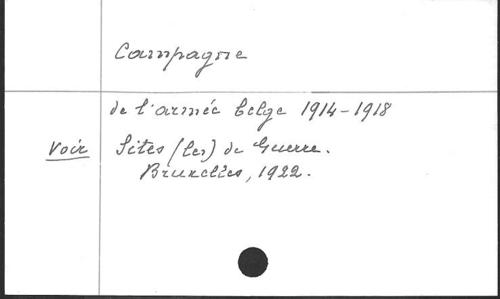 Campagne
de l'armée belge 1914-1918
Voir Sites (les) de Guerre.
Bruxelles, 1922.